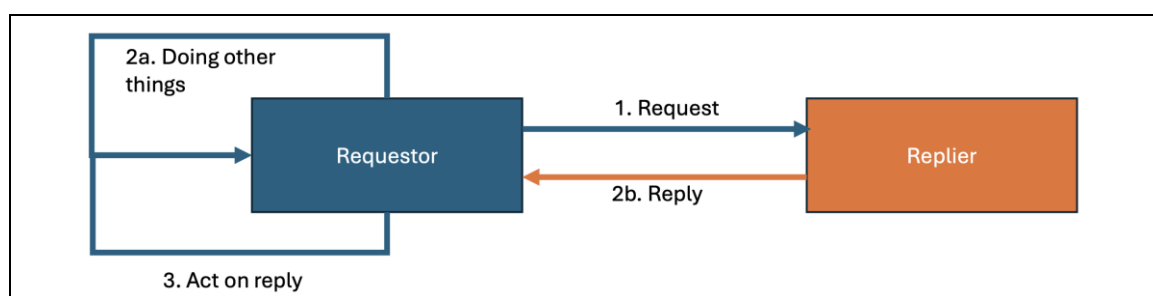 2a. Doing other
things
1. Request
Requestor
Replier
2b. Reply
3. Act on reply